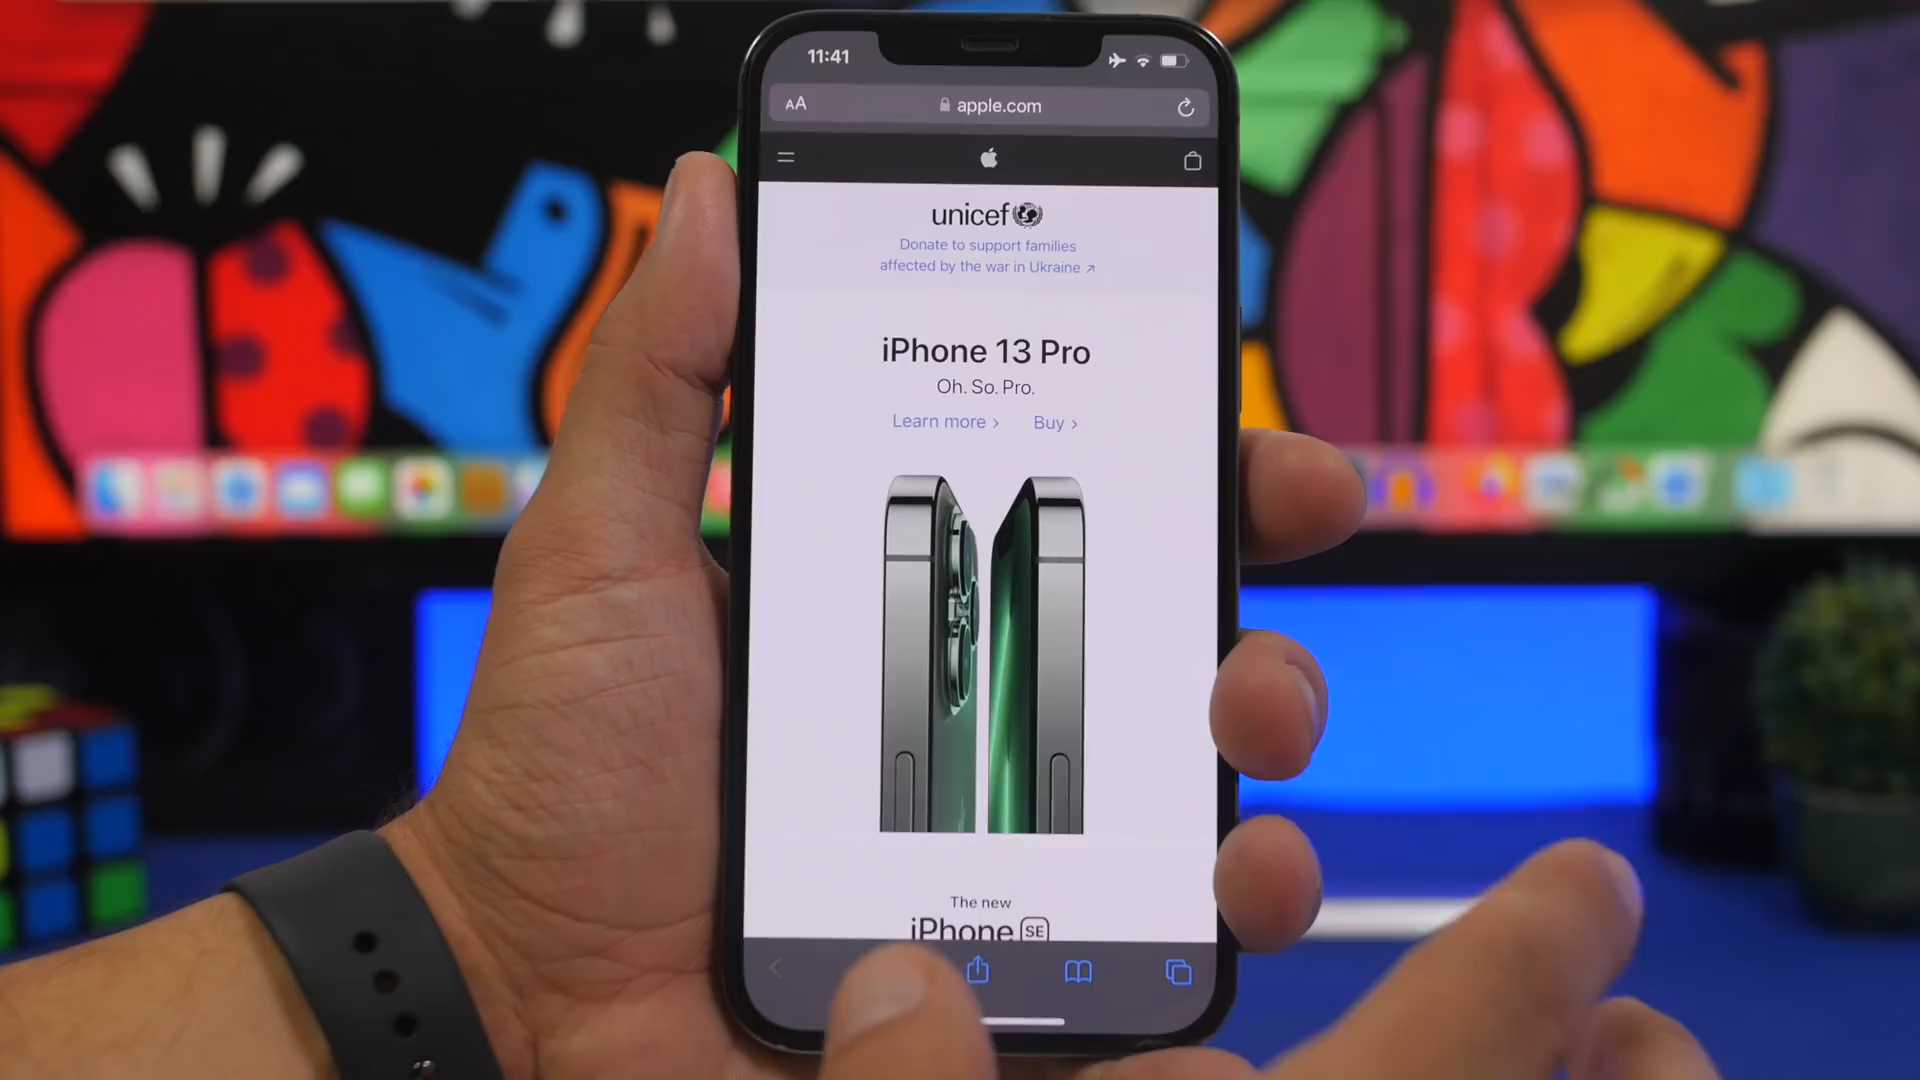 11:41
AA
apple.com
unicef
Donate to support families
affected by the war in Ukraine ↗
iPhone 13 Pro
Oh. So. Pro.
Learn more >
Buy >
The new
iPhone SE